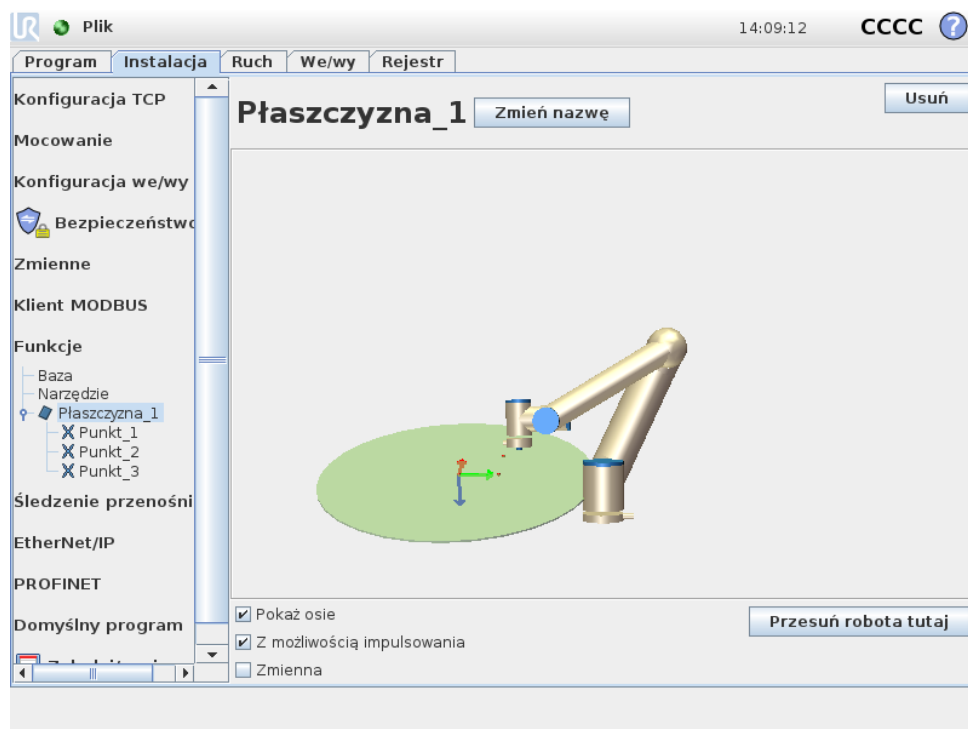 UR Plik 14:09:12 CCCC ?
Program Instalacja Ruch We/wy Rejestr
Konfiguracja TCP
Mocowanie
Konfiguracja we/wy
Bezpieczeństwo
Zmienne
Klient MODBUS
Funkcje
Baza
Narzędzie
Płaszczyzna_1
Punkt_1
Punkt_2
Punkt_3
Śledzenie przenośni
EtherNet/IP
PROFINET
Domyślny program
Płaszczyzna_1 Zmień nazwę Usuń
Pokaż osie
Z możliwością impulsowania
Zmienna
Przesuń robota tutaj